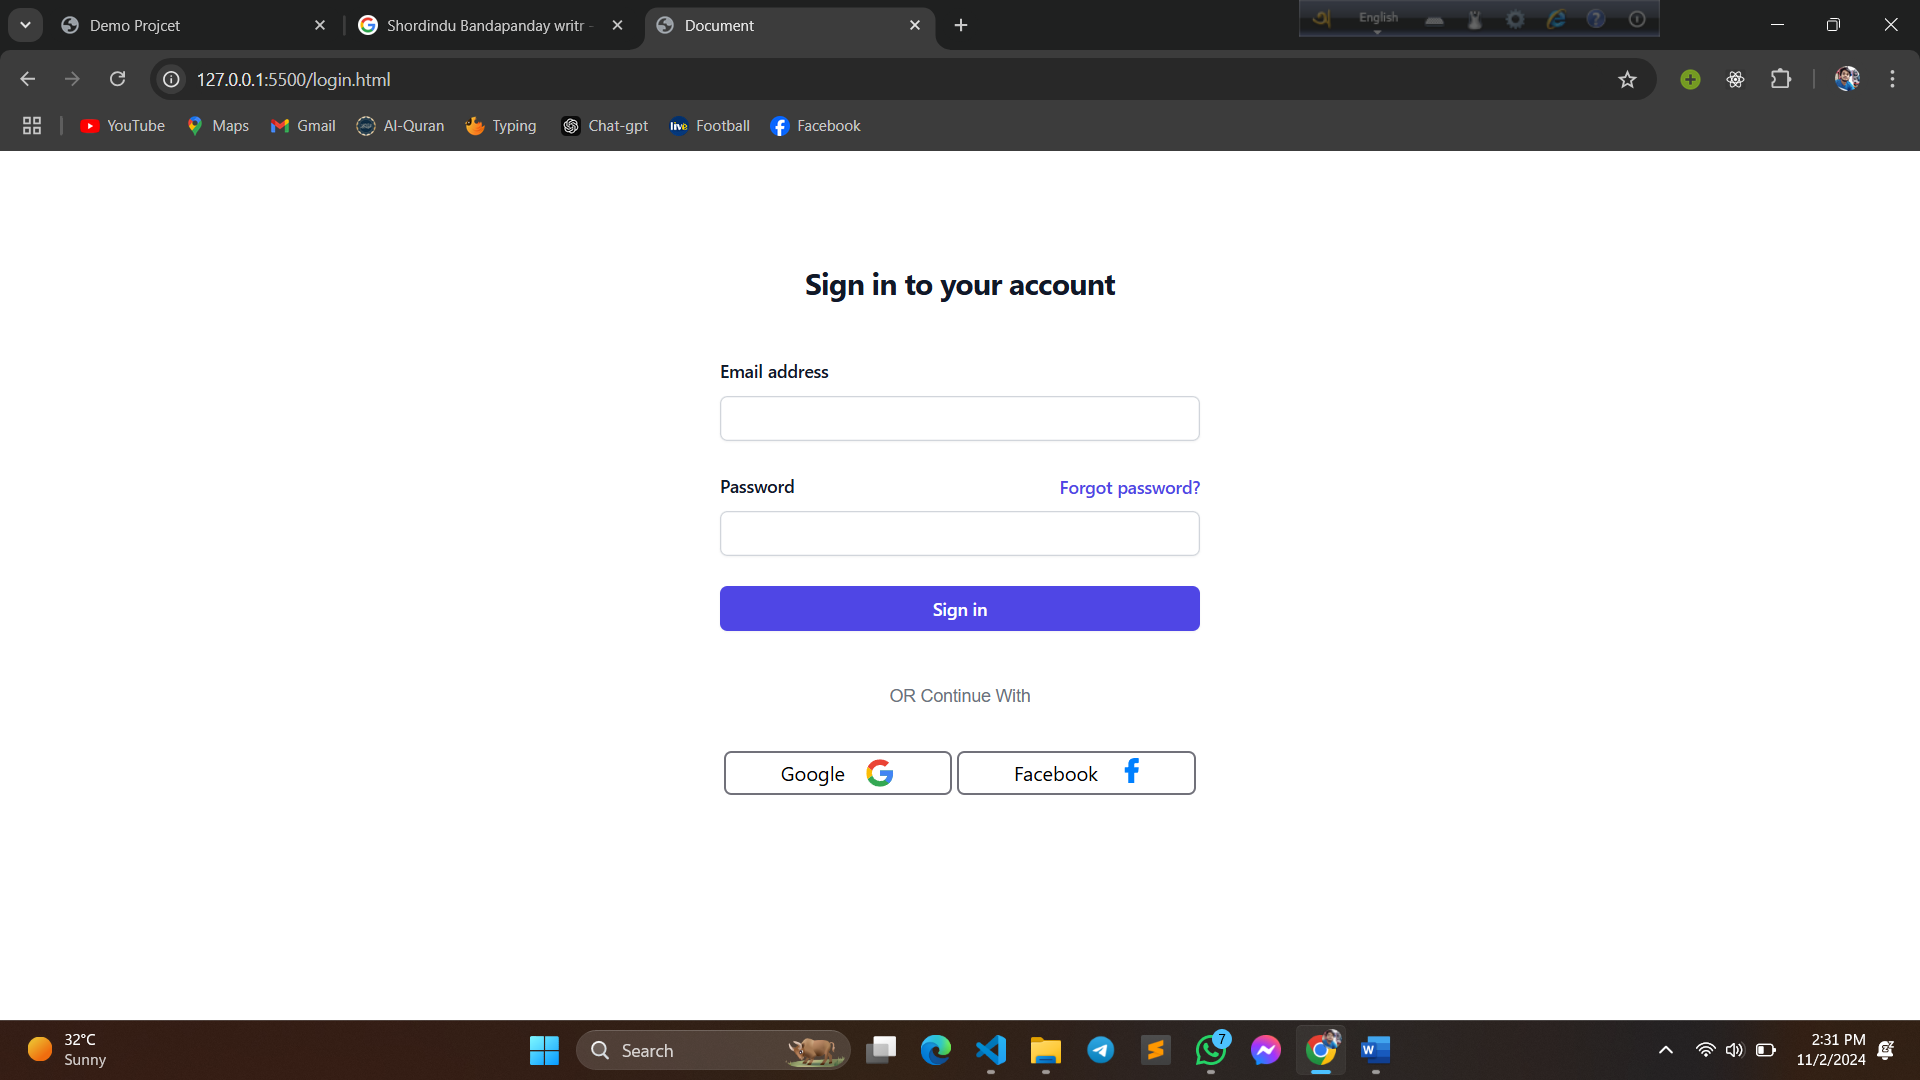 Demo Projcet
Shordindu Bandapanday writr -
Document
English
127.0.0.1:5500/login.html
YouTube
Maps
Gmail
Al-Quran
Typing
Chat-gpt
live
Football
Facebook
Sign in to your account
Email address
Password
Forgot password?
Sign in
OR Continue With
Google
Facebook
32°C
Sunny
Search
7
2:31 PM
11/2/2024